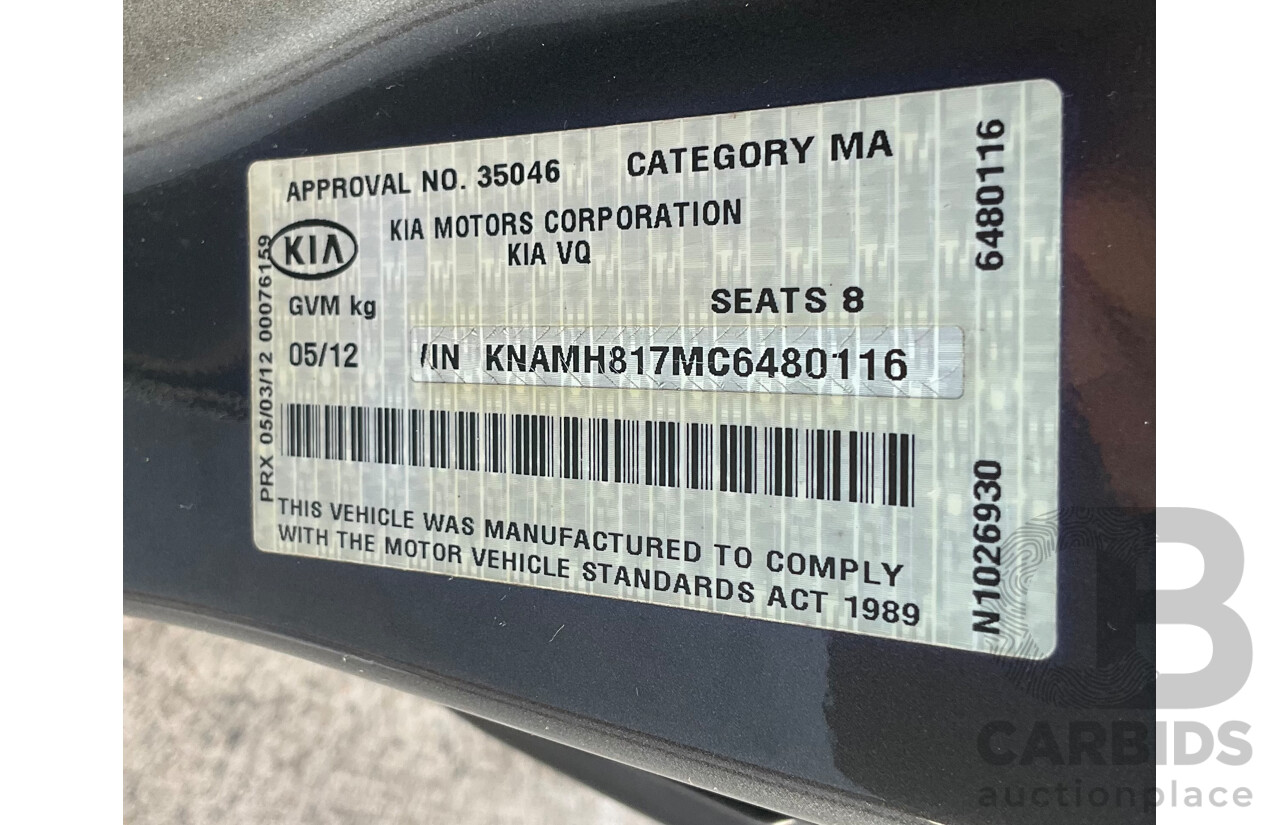 APPROVAL NO. 35046 CATEGORY MA
KIA KIA MOTORS CORPORATION
KIA VQ
GVM kg SEATS 8
05/12 /IN KNAMH817MC6480116
THIS VEHICLE WAS MANUFACTURED TO COMPLY
WITH THE MOTOR VEHICLE STANDARDS ACT 1989
PRX 05/03/12 00076159
6480116
N1026930
CB
CARBIDS
auctionplace